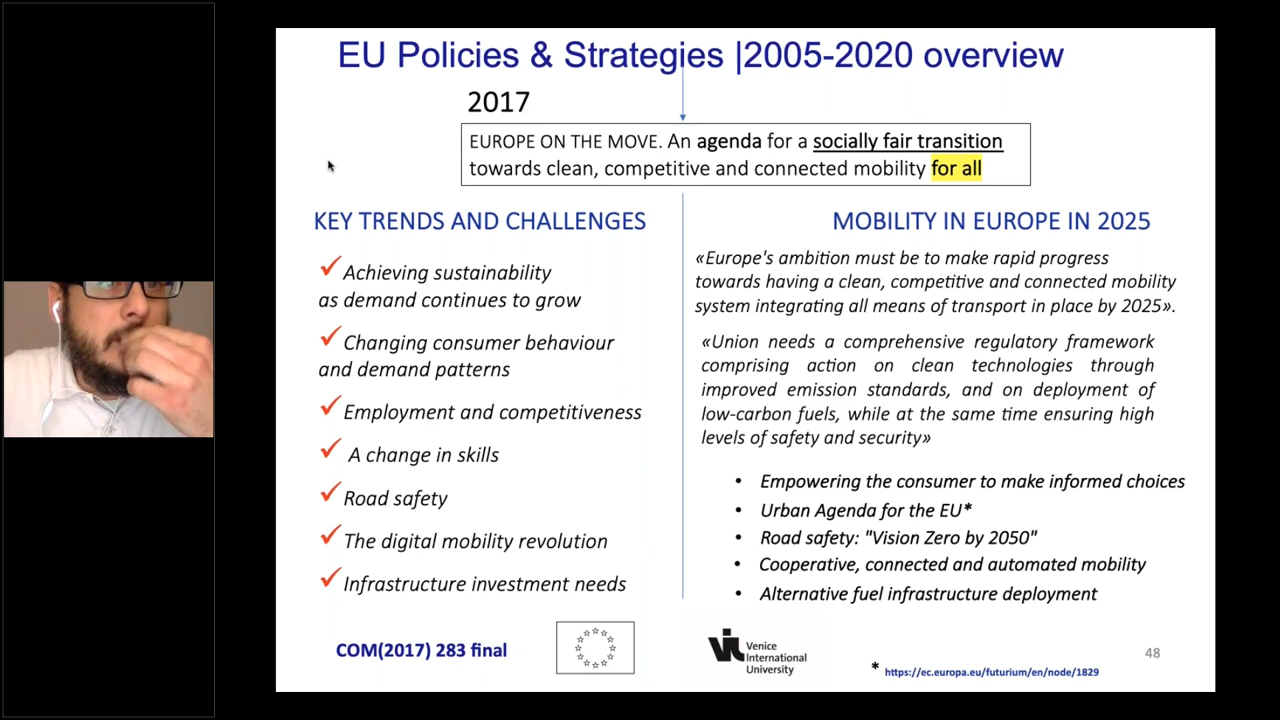 EU Policies & Strategies |2005-2020 overview
2017
EUROPE ON THE MOVE. An agenda for a socially fair transition
towards clean, competitive and connected mobility for all
KEY TRENDS AND CHALLENGES
Achieving sustainability
as demand continues to grow
Changing consumer behaviour
and demand patterns
Employment and competitiveness
A change in skills
Road safety
The digital mobility revolution
Infrastructure investment needs
MOBILITY IN EUROPE IN 2025
«Europe's ambition must be to make rapid progress
towards having a clean, competitive and connected mobility
system integrating all means of transport in place by 2025».
«Union needs a comprehensive regulatory framework
comprising action on clean technologies through
improved emission standards, and on deployment of
low-carbon fuels, while at the same time ensuring high
levels of safety and security»
• Empowering the consumer to make informed choices
• Urban Agenda for the EU*
• Road safety: "Vision Zero by 2050"
• Cooperative, connected and automated mobility
• Alternative fuel infrastructure deployment
COM(2017) 283 final
VIU
Venice
International
University
* https://ec.europa.eu/futurium/en/node/1829
48